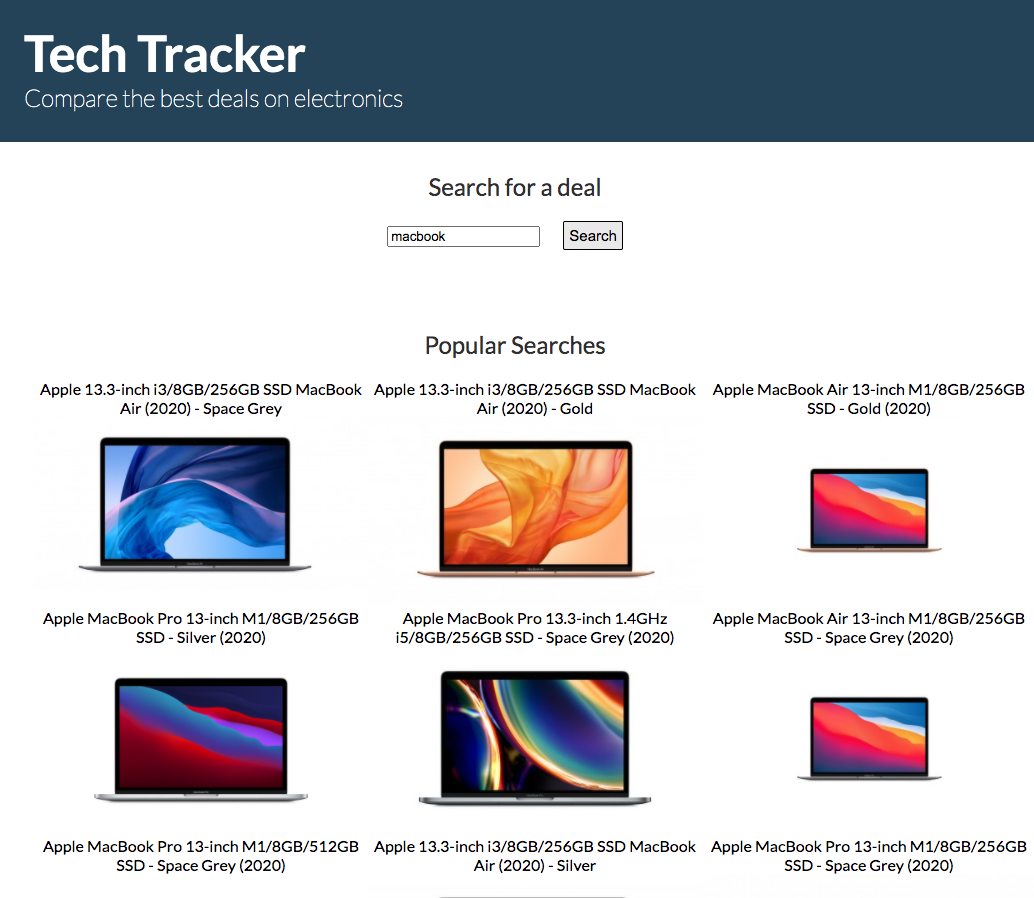 Tech Tracker
Compare the best deals on electronics
Search for a deal
macbook
Search
Popular Searches
Apple 13.3-inch i3/8GB/256GB SSD MacBook
Air (2020) - Space Grey
Apple 13.3-inch i3/8GB/256GB SSD MacBook
Air (2020) - Gold
Apple MacBook Air 13-inch M1/8GB/256GB
SSD - Gold (2020)
Apple MacBook Pro 13-inch M1/8GB/256GB
SSD - Silver (2020)
Apple MacBook Pro 13.3-inch 1.4GHz
i5/8GB/256GB SSD - Space Grey (2020)
Apple MacBook Air 13-inch M1/8GB/256GB
SSD - Space Grey (2020)
Apple MacBook Pro 13-inch M1/8GB/512GB
SSD - Space Grey (2020)
Apple 13.3-inch i3/8GB/256GB SSD MacBook
Air (2020) - Silver
Apple MacBook Pro 13-inch M1/8GB/256GB
SSD - Space Grey (2020)